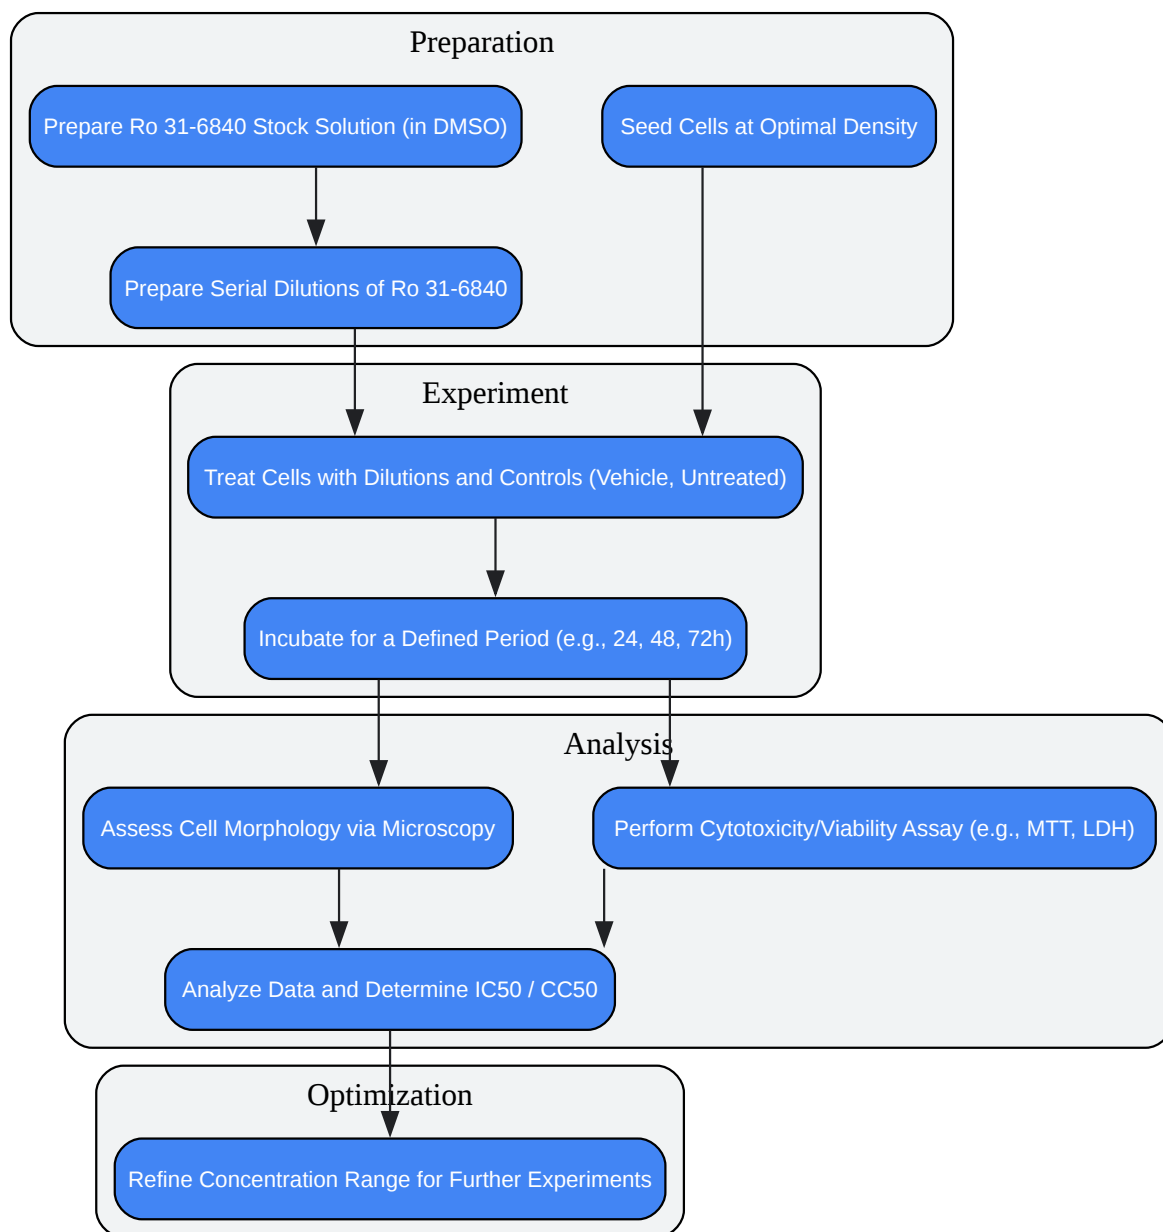 Preparation
Prepare Ro 31-6840 Stock Solution (in DMSO)
Seed Cells at Optimal Density
Prepare Serial Dilutions of Ro 31-6840
Experiment
Treat Cells with Dilutions and Controls (Vehicle, Untreated)
Incubate for a Defined Period (e.g., 24, 48, 72h)
Analysis
Assess Cell Morphology via Microscopy
Perform Cytotoxicity/Viability Assay (e.g., MTT, LDH)
Analyze Data and Determine IC50 / CC50
Optimization
Refine Concentration Range for Further Experiments